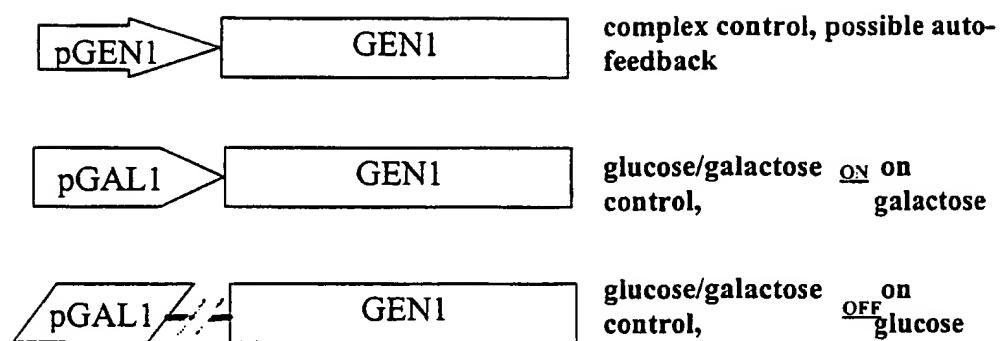 pGEN1 GEN1 complex control, possible auto-
feedback
pGAL1 GEN1 glucose/galactose ON on
control, galactose
pGAL1 GEN1 glucose/galactose OFF on
control, glucose